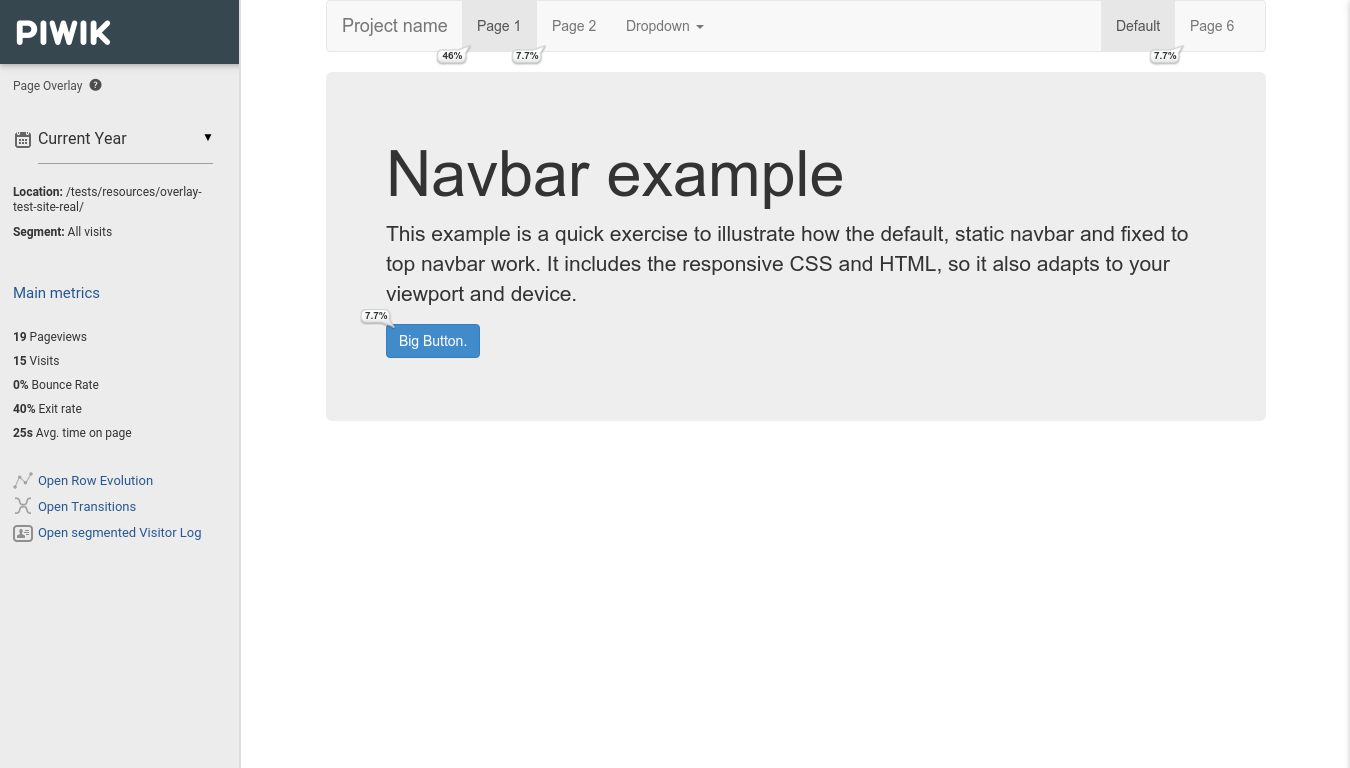 PIWIK
Page Overlay ?
Current Year ▼
Location: /tests/resources/overlay-
test-site-real/
Segment: All visits
Main metrics
19 Pageviews
15 Visits
0% Bounce Rate
40% Exit rate
25s Avg. time on page
Open Row Evolution
Open Transitions
Open segmented Visitor Log
Project name Page 1 Page 2 Dropdown Default Page 6
46% 7.7% 7.7%
Navbar example
This example is a quick exercise to illustrate how the default, static navbar and fixed to
top navbar work. It includes the responsive CSS and HTML, so it also adapts to your
viewport and device.
7.7%
Big Button.